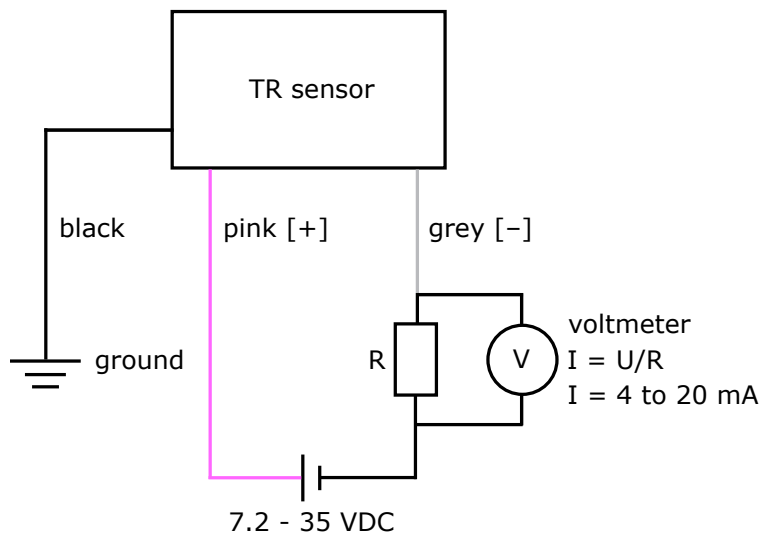 TR sensor
black
pink [+]
grey [–]
ground
R
V
voltmeter
I = U/R
I = 4 to 20 mA
7.2 - 35 VDC